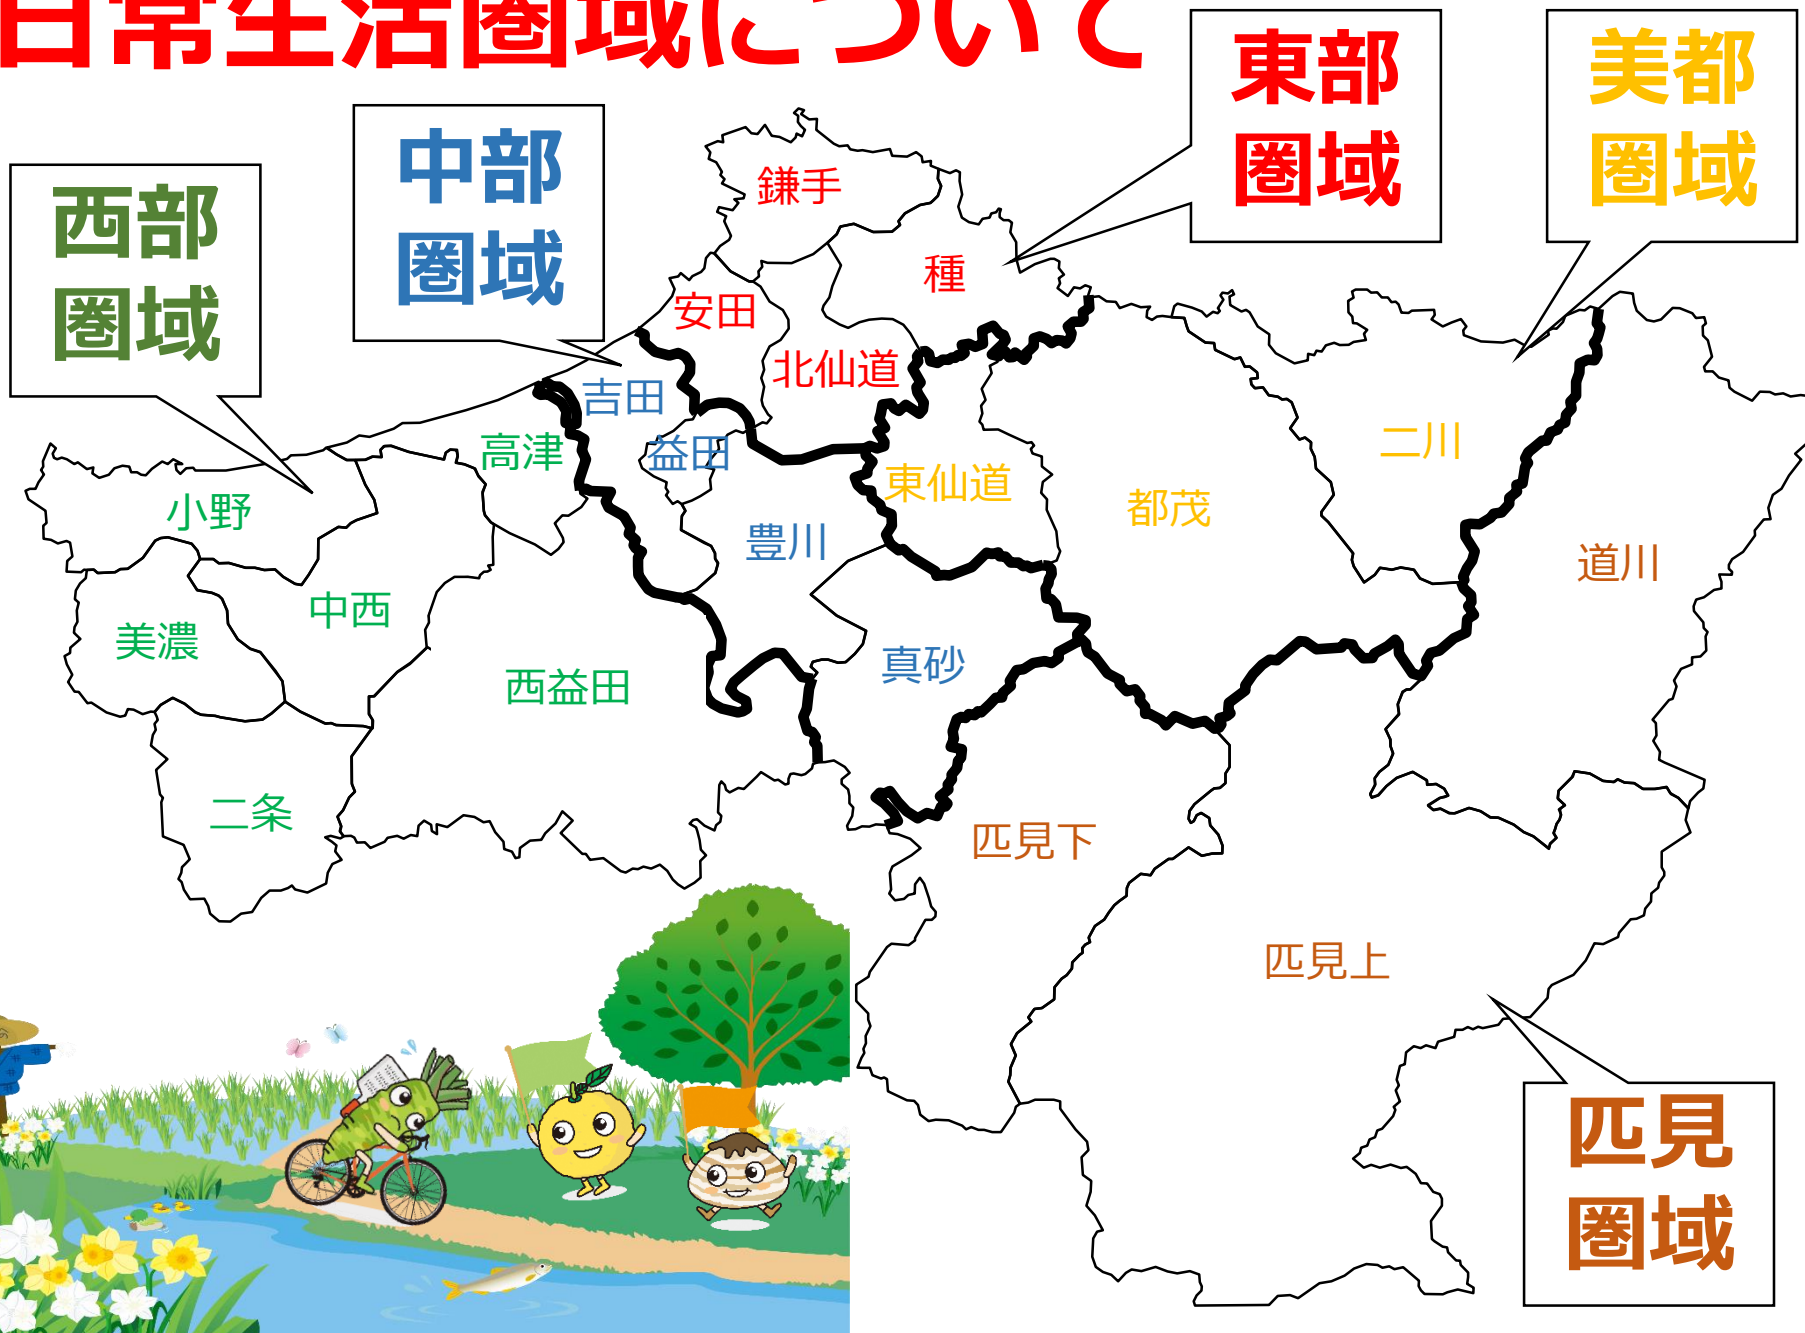 日常生活圏域について
東部
圏域
美都
圏域
中部
圏域
西部
圏域
鎌手
種
安田
北仙道
吉田
益田
高津
小野
東仙道
都茂
二川
豊川
道川
中西
美濃
真砂
西益田
二条
匹見下
匹見上
匹見
圏域